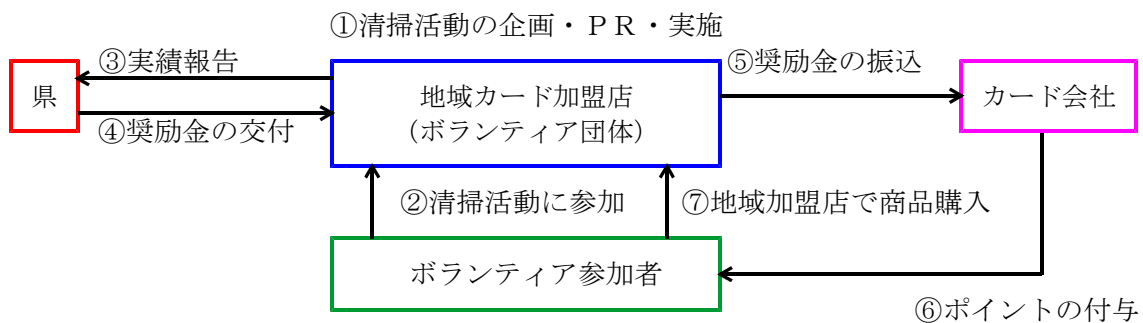 ①清掃活動の企画・ＰＲ・実施
③実績報告
⑤奨励金の振込
県
地域カード加盟店
（ボランティア団体）
カード会社
④奨励金の交付
②清掃活動に参加
⑦地域加盟店で商品購入
ボランティア参加者
⑥ポイントの付与